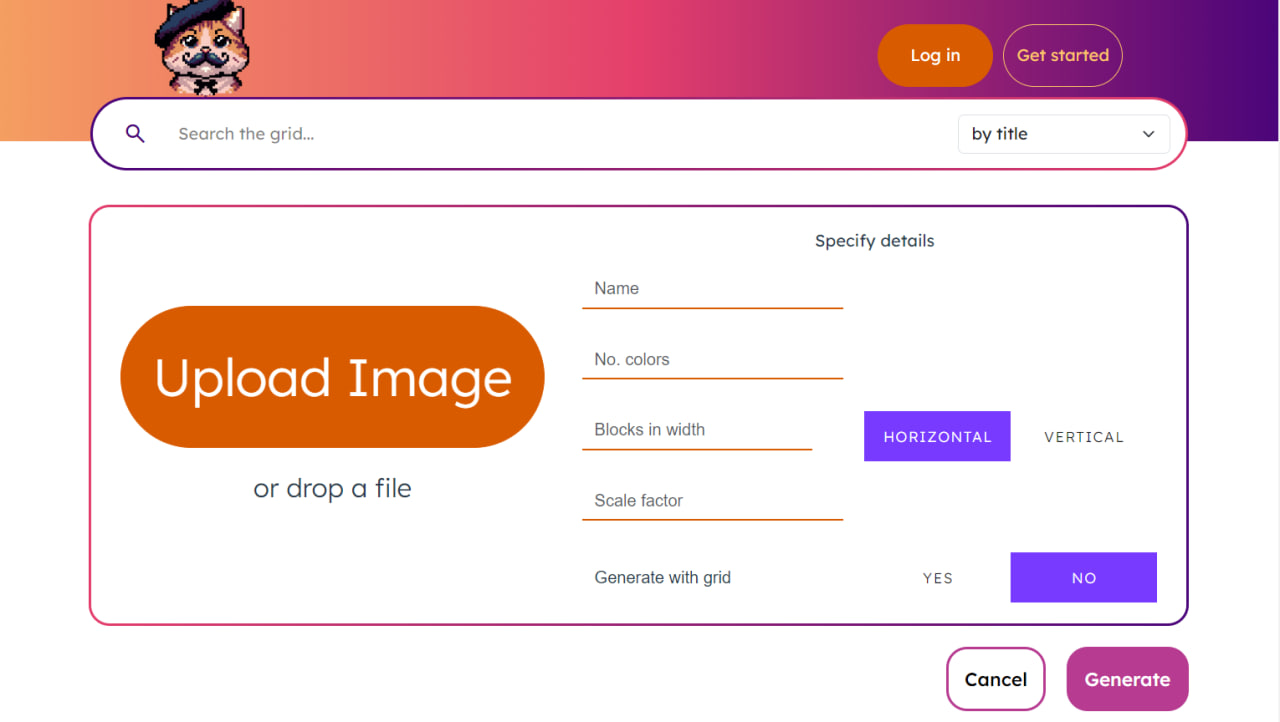 Log in
Get started
Search the grid...
by title
Specify details
Name
Upload Image
or drop a file
No. colors
Blocks in width
HORIZONTAL
VERTICAL
Scale factor
Generate with grid
YES
NO
Cancel
Generate